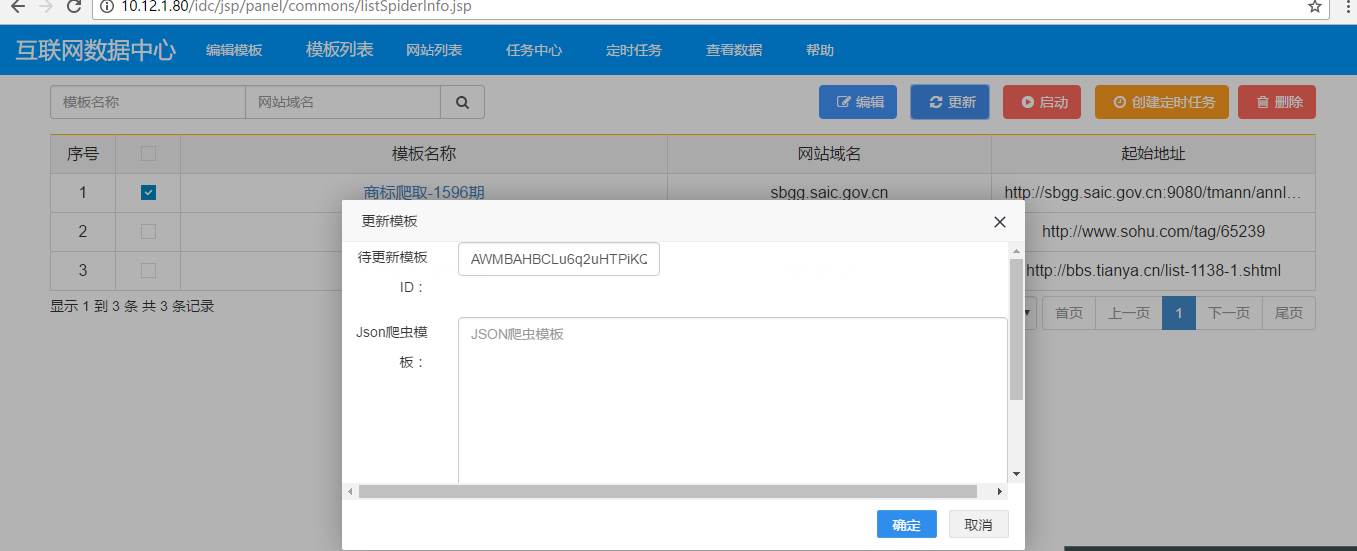 10.12.1.80/idc/jsp/panel/commons/listSpiderInfo.jsp
互联网数据中心 编辑模板 模板列表 网站列表 任务中心 定时任务 查看数据 帮助
模板名称 网站域名 编辑 更新 启动 创建定时任务 删除
序号 模板名称 网站域名 起始地址
1 商标爬取-1596期 sbgg.saic.gov.cn http://sbgg.saic.gov.cn:9080/tmann/annl...
更新模板
2 http://www.sohu.com/tag/65239
待更新模板 AWMBAHBCLu6q2uHTPiKQ
3 http://bbs.tianya.cn/list-1138-1.shtml
ID：
显示 1 到 3 条 共 3 条记录 首页 上一页 1 下一页 尾页
Json爬虫模 JSON爬虫模板
板：
确定 取消